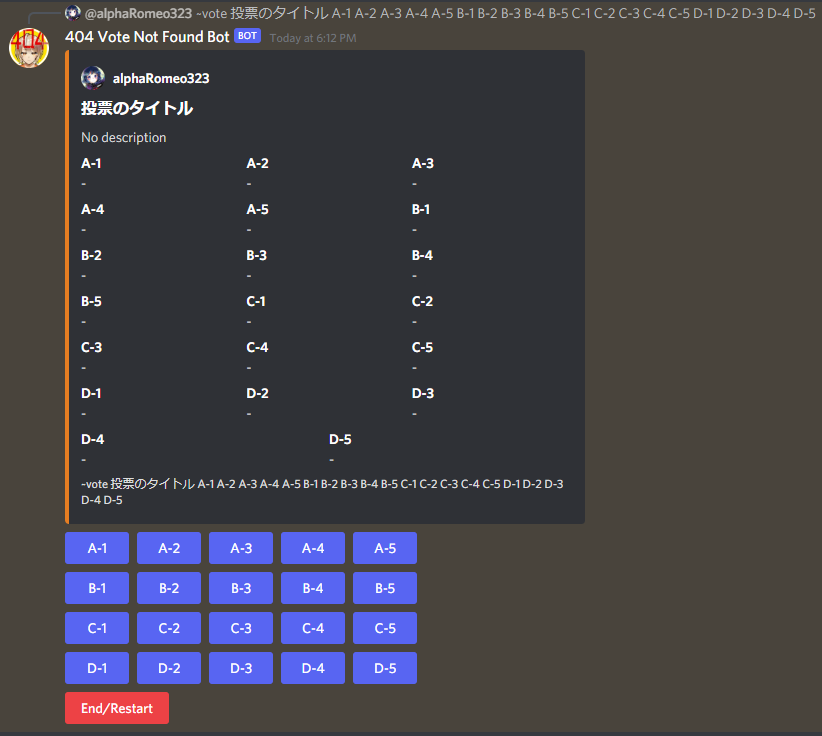 @alphaRomeo323 -vote 投票のタイトル A-1 A-2 A-3 A-4 A-5 B-1 B-2 B-3 B-4 B-5 C-1 C-2 C-3 C-4 C-5 D-1 D-2 D-3 D-4 D-5
404
404 Vote Not Found Bot BOT Today at 6:12 PM
alphaRomeo323
投票のタイトル
No description
A-1 A-2 A-3
- - -
A-4 A-5 B-1
- - -
B-2 B-3 B-4
- - -
B-5 C-1 C-2
- - -
C-3 C-4 C-5
- - -
D-1 D-2 D-3
- - -
D-4 D-5
- -
-vote 投票のタイトル A-1 A-2 A-3 A-4 A-5 B-1 B-2 B-3 B-4 B-5 C-1 C-2 C-3 C-4 C-5 D-1 D-2 D-3
D-4 D-5
A-1 A-2 A-3 A-4 A-5
B-1 B-2 B-3 B-4 B-5
C-1 C-2 C-3 C-4 C-5
D-1 D-2 D-3 D-4 D-5
End/Restart